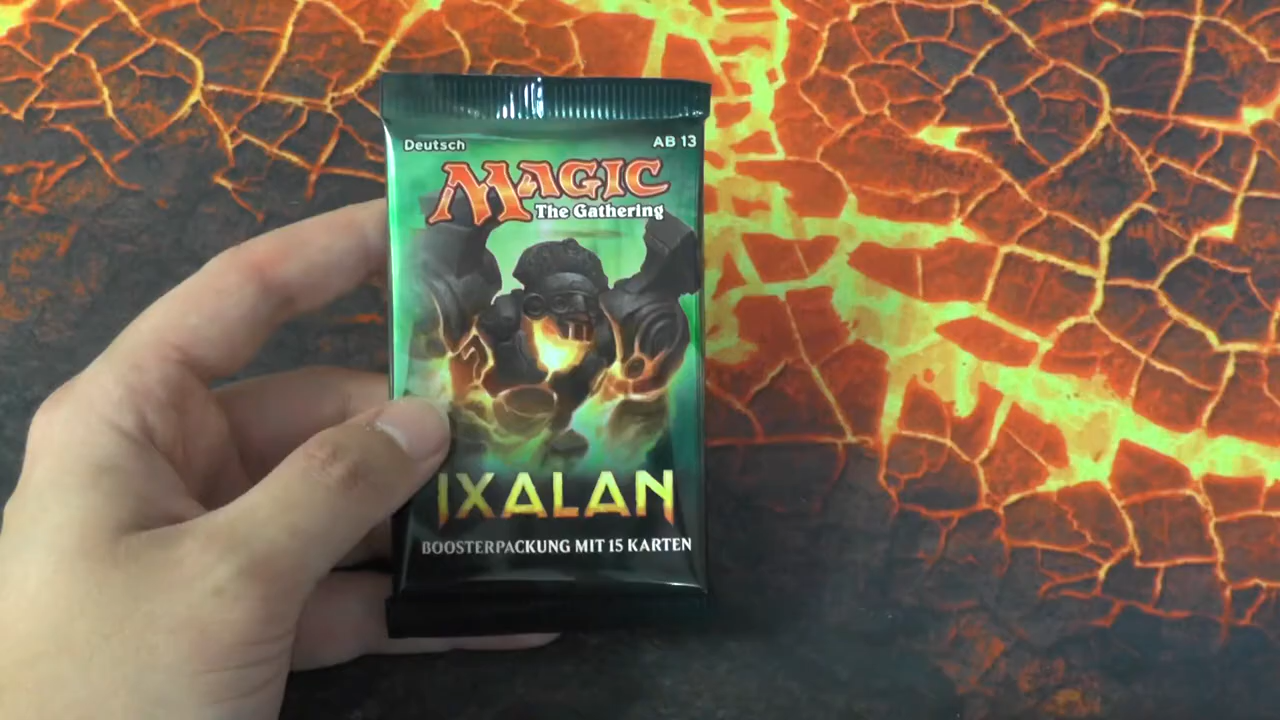 Deutsch AB 13
MAGIC
The Gathering
IXALAN
BOOSTERPACKUNG MIT 15 KARTEN